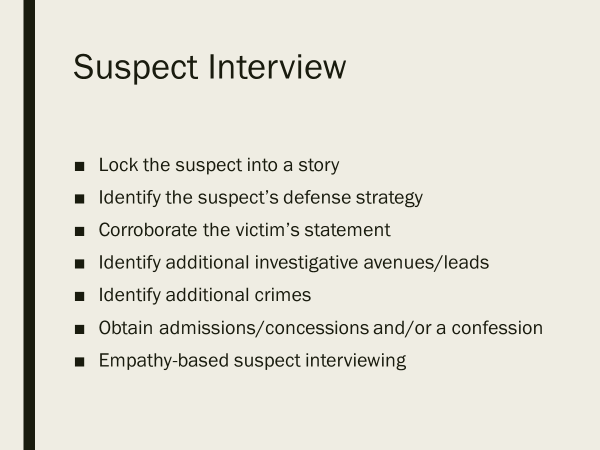 Suspect Interview
■ Lock the suspect into a story
■ Identify the suspect's defense strategy
■ Corroborate the victim's statement
■ Identify additional investigative avenues/leads
■ Identify additional crimes
■ Obtain admissions/concessions and/or a confession
■ Empathy-based suspect interviewing